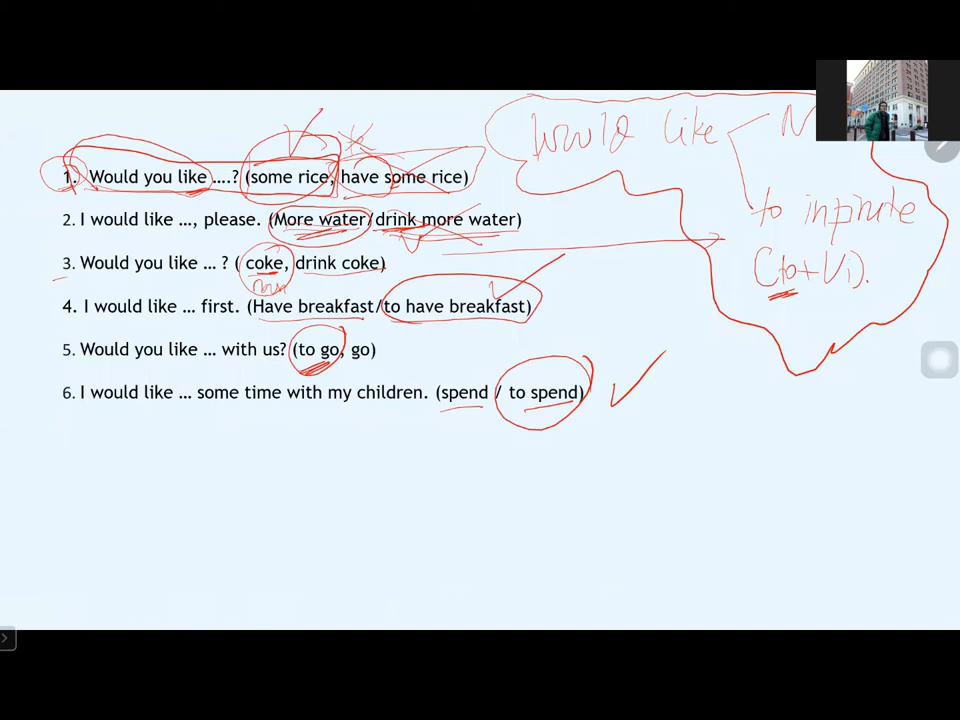 would like N
1. Would you like ….? (some rice, have some rice)
2. I would like …, please. (More water/drink more water)
to infinute
3. Would you like … ? ( coke, drink coke)
(to+Vi).
noun
4. I would like … first. (Have breakfast/to have breakfast)
5. Would you like … with us? (to go, go)
6. I would like … some time with my children. (spend / to spend)